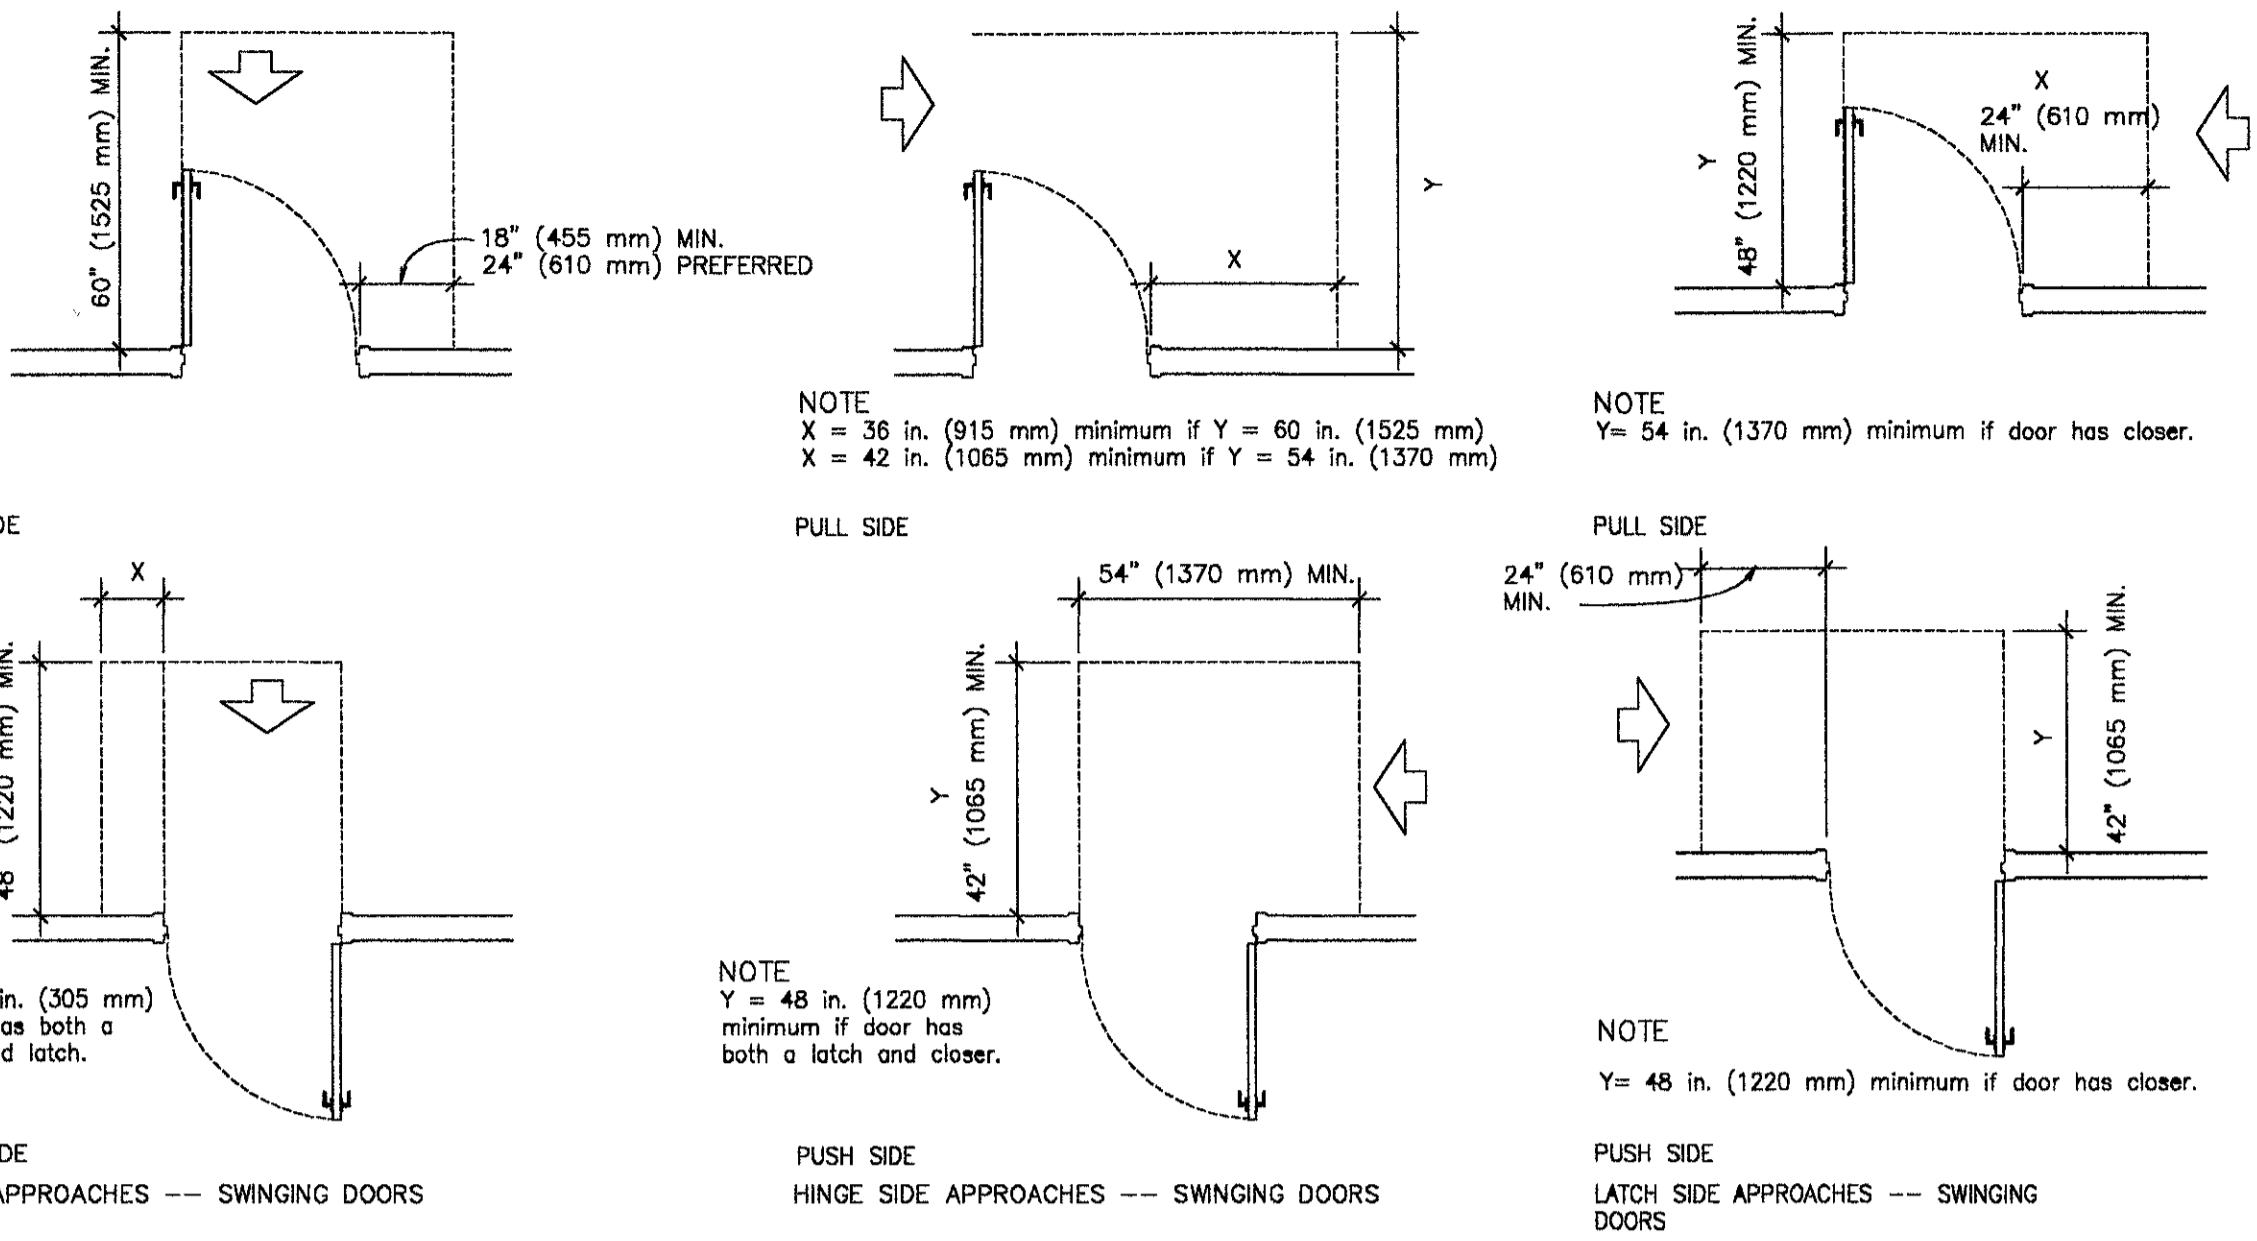 60" (1525 mm) MIN.
18" (455 mm) MIN.
24" (610 mm) PREFERRED
X
Y
NOTE
X = 36 in. (915 mm) minimum if Y = 60 in. (1525 mm)
X = 42 in. (1065 mm) minimum if Y = 54 in. (1370 mm)
PULL SIDE
Y
48" (1220 mm) MIN.
X
24" (610 mm)
MIN.
NOTE
Y= 54 in. (1370 mm) minimum if door has closer.
PULL SIDE
X
48" (1220 mm) MIN.
in. (305 mm)
both a
latch.
APPROACHES -- SWINGING DOORS
54" (1370 mm) MIN.
Y
42" (1065 mm) MIN.
NOTE
Y = 48 in. (1220 mm)
minimum if door has
both a latch and closer.
PUSH SIDE
HINGE SIDE APPROACHES -- SWINGING DOORS
24" (610 mm)
MIN.
Y
42" (1065 mm) MIN.
NOTE
Y= 48 in. (1220 mm) minimum if door has closer.
PUSH SIDE
LATCH SIDE APPROACHES -- SWINGING
DOORS